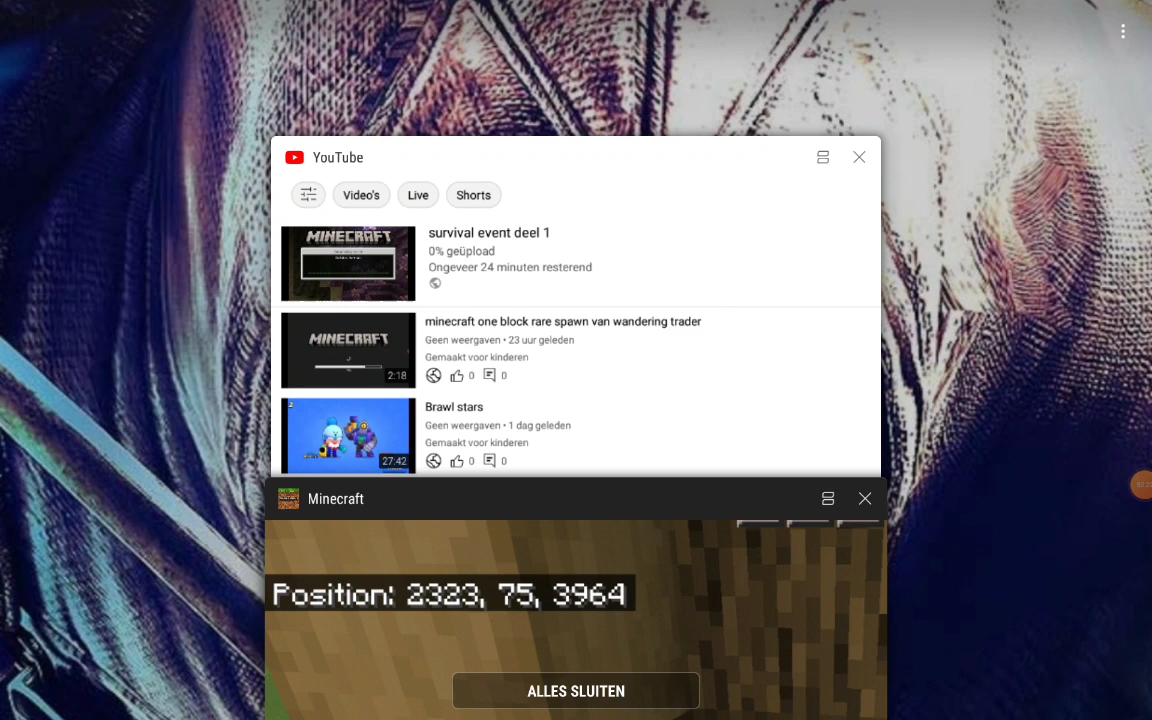 YouTube
Video's
Live
Shorts
MINECRAFT
survival event deel 1
0% geüpload
Ongeveer 24 minuten resterend
MINECRAFT
2:18
minecraft one block rare spawn van wandering trader
Geen weergaven • 23 uur geleden
Gemaakt voor kinderen
0
0
27:42
Brawl stars
Geen weergaven • 1 dag geleden
Gemaakt voor kinderen
0
0
Minecraft
Position: 2323, 75, 3964
ALLES SLUITEN